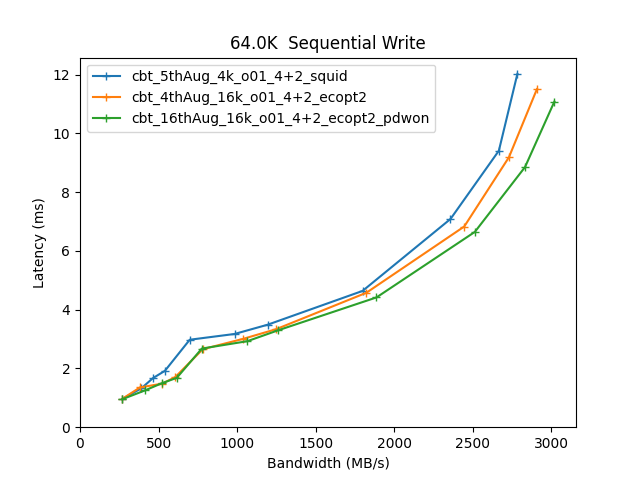 64.0K  Sequential Write
cbt_5thAug_4k_o01_4+2_squid
cbt_4thAug_16k_o01_4+2_ecopt2
cbt_16thAug_16k_o01_4+2_ecopt2_pdwon
Latency (ms)
12
10
8
6
4
2
0
0 500 1000 1500 2000 2500 3000
Bandwidth (MB/s)